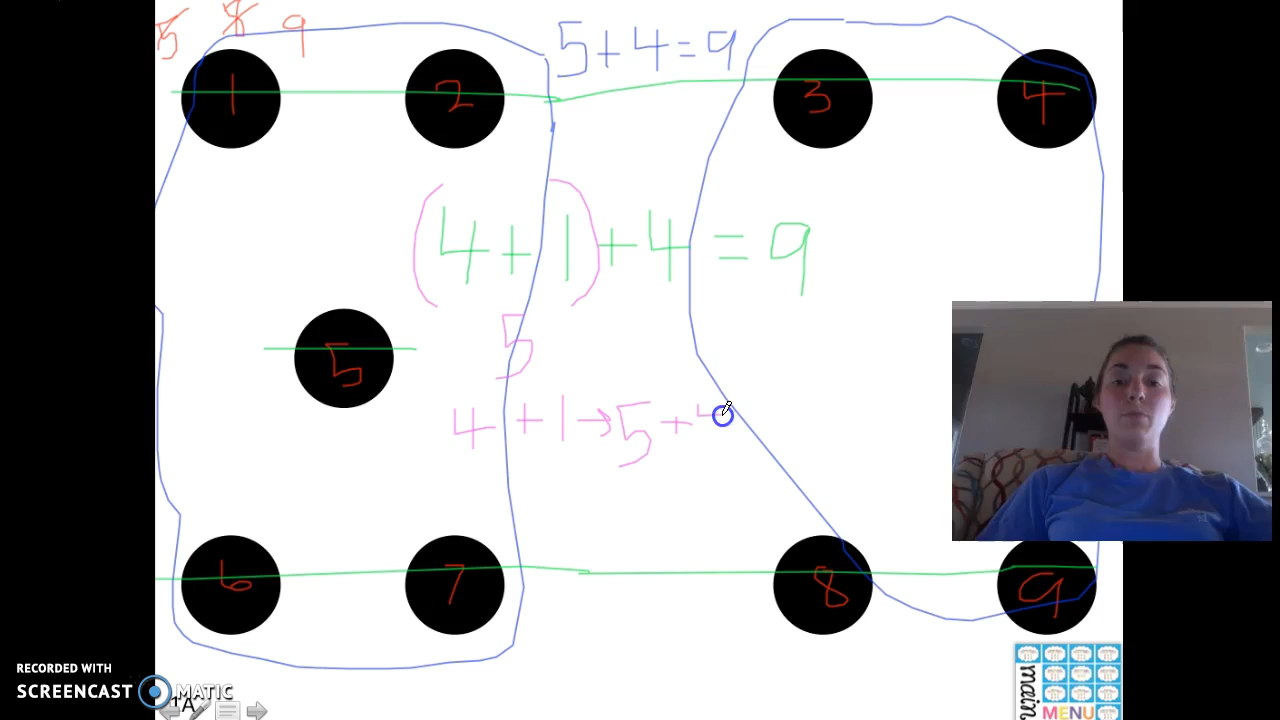 5 8 9
5+4=9
1 2 3 4
(4+1)+4=9
5
5
4+1→5+4
6 7 8 9
RECORDED WITH
SCREENCAST MATIC
main
MENU